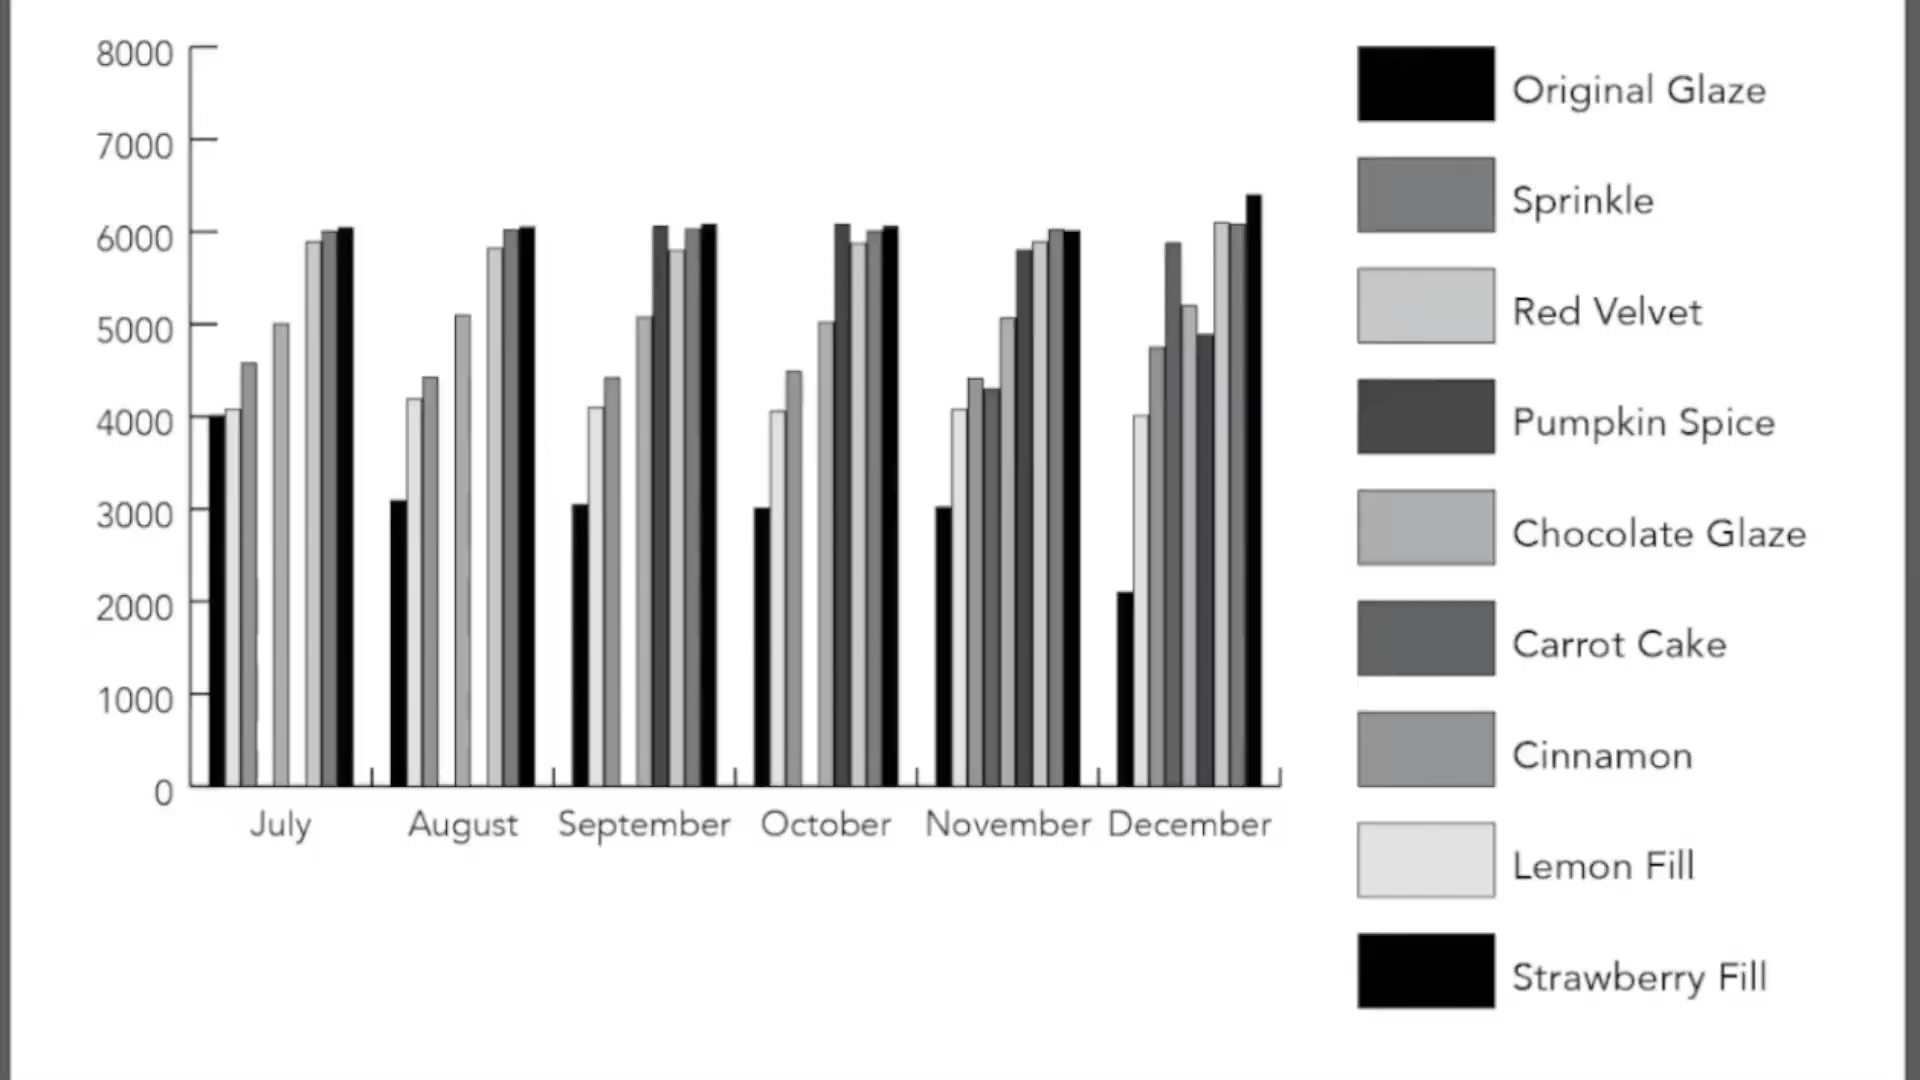 8000
7000
6000
5000
4000
3000
2000
1000
0
July August September October November December
Original Glaze
Sprinkle
Red Velvet
Pumpkin Spice
Chocolate Glaze
Carrot Cake
Cinnamon
Lemon Fill
Strawberry Fill